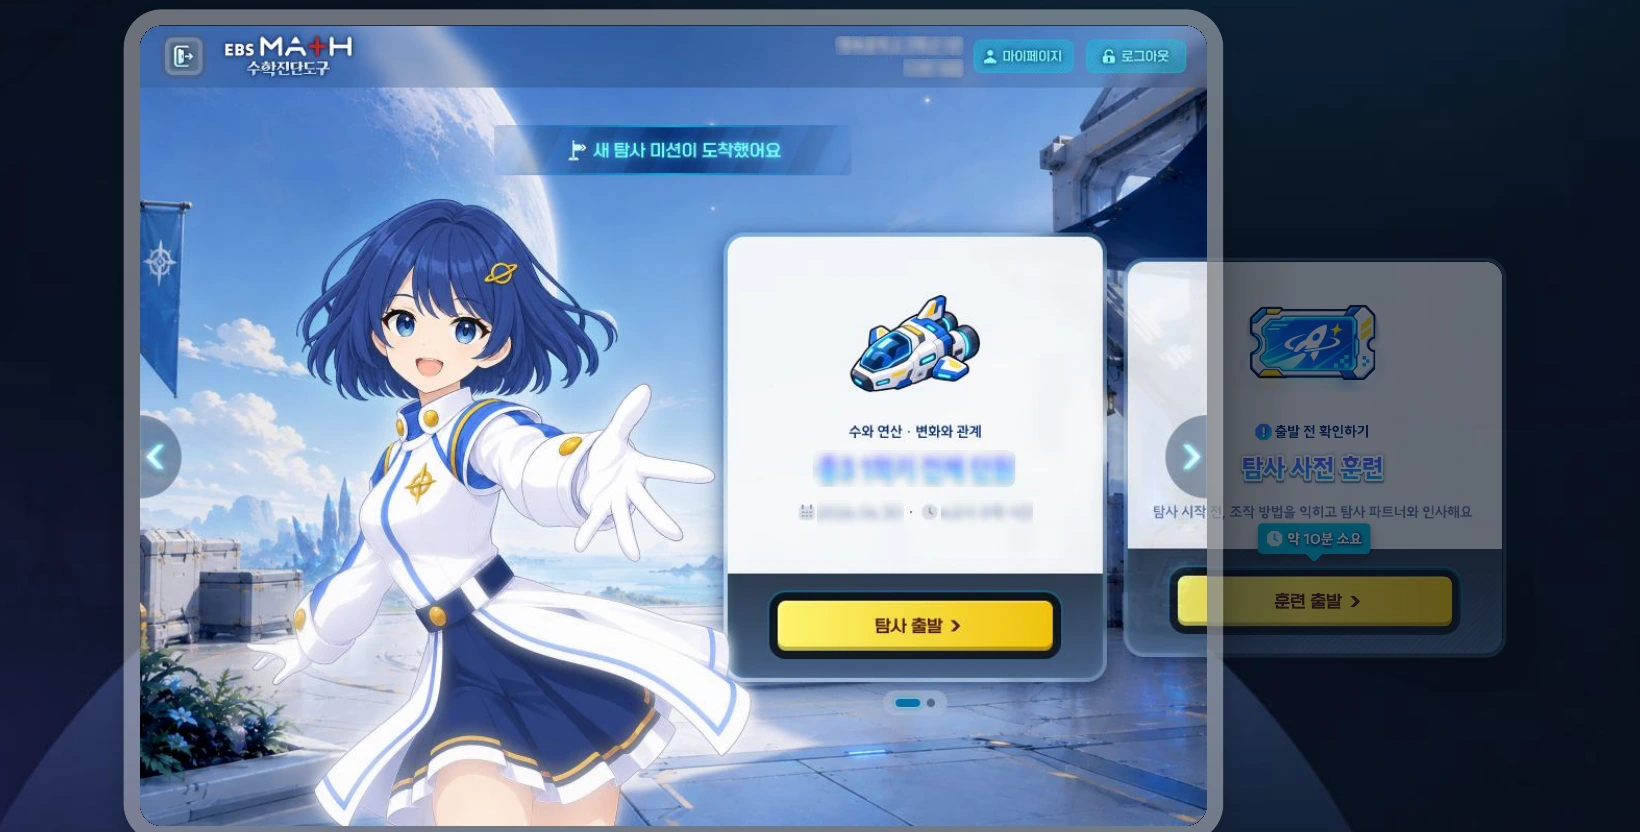 EBS MATH
수학진단도구
마이페이지
로그아웃
새 탐사 미션이 도착했어요
수와 연산 · 변화와 관계
탐사 출발 >
출발 전 확인하기
탐사 사전 훈련
탐사 시작 전, 조작 방법을 익히고 탐사 파트너와 인사해요
약 10분 소요
훈련 출발 >